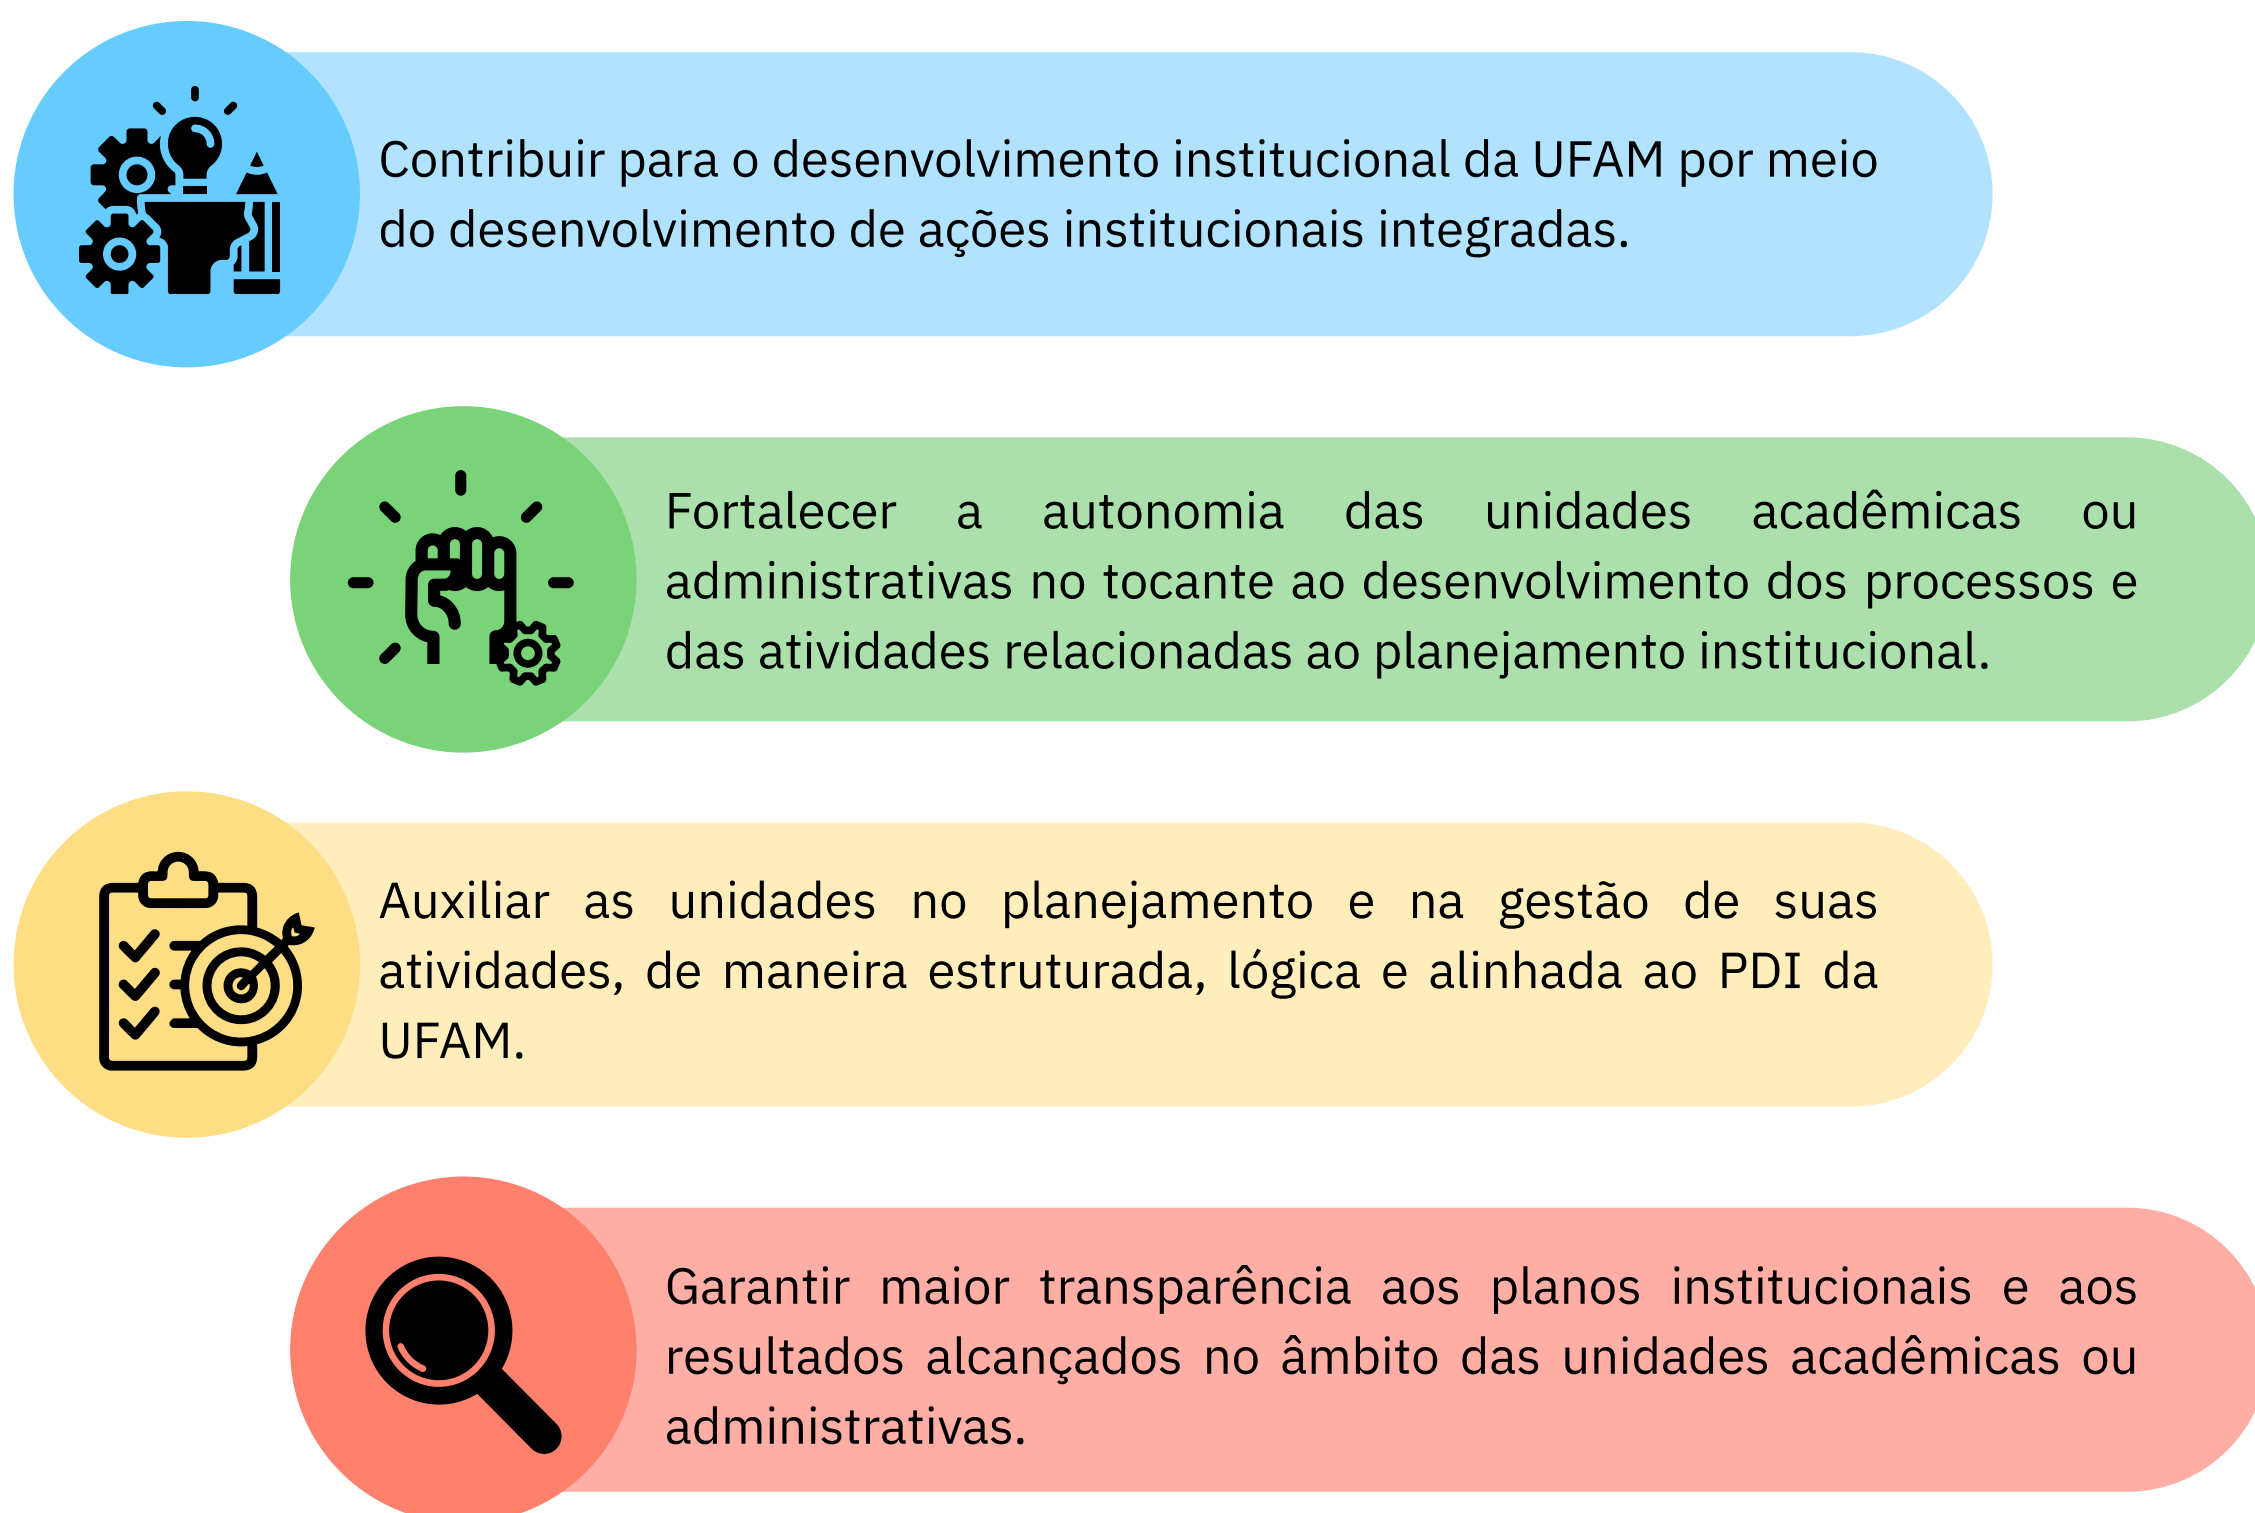 Contribuir para o desenvolvimento institucional da UFAM por meio
do desenvolvimento de ações institucionais integradas.
Fortalecer a autonomia das unidades acadêmicas ou
administrativas no tocante ao desenvolvimento dos processos e
das atividades relacionadas ao planejamento institucional.
Auxiliar as unidades no planejamento e na gestão de suas
atividades, de maneira estruturada, lógica e alinhada ao PDI da
UFAM.
Garantir maior transparência aos planos institucionais e aos
resultados alcançados no âmbito das unidades acadêmicas ou
administrativas.